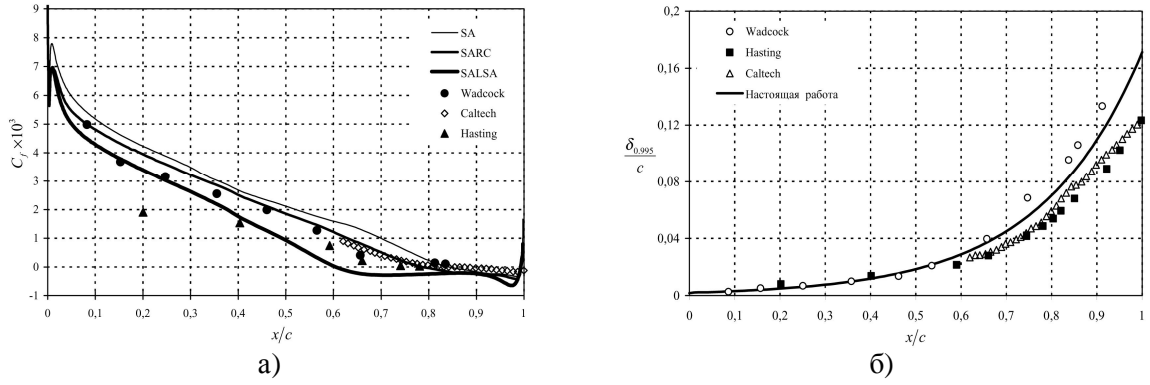 9
8
7
6
5
4
3
2
1
0
-1
C_f ×10³
SA
SARC
SALSA
Wadcock
Caltech
Hasting
0 0,1 0,2 0,3 0,4 0,5 0,6 0,7 0,8 0,9 1
x/c
а)
0,2
0,16
0,12
0,08
0,04
0
δ_0.995
c
Wadcock
Hasting
Caltech
Настоящая работа
0 0,1 0,2 0,3 0,4 0,5 0,6 0,7 0,8 0,9 1
x/c
б)